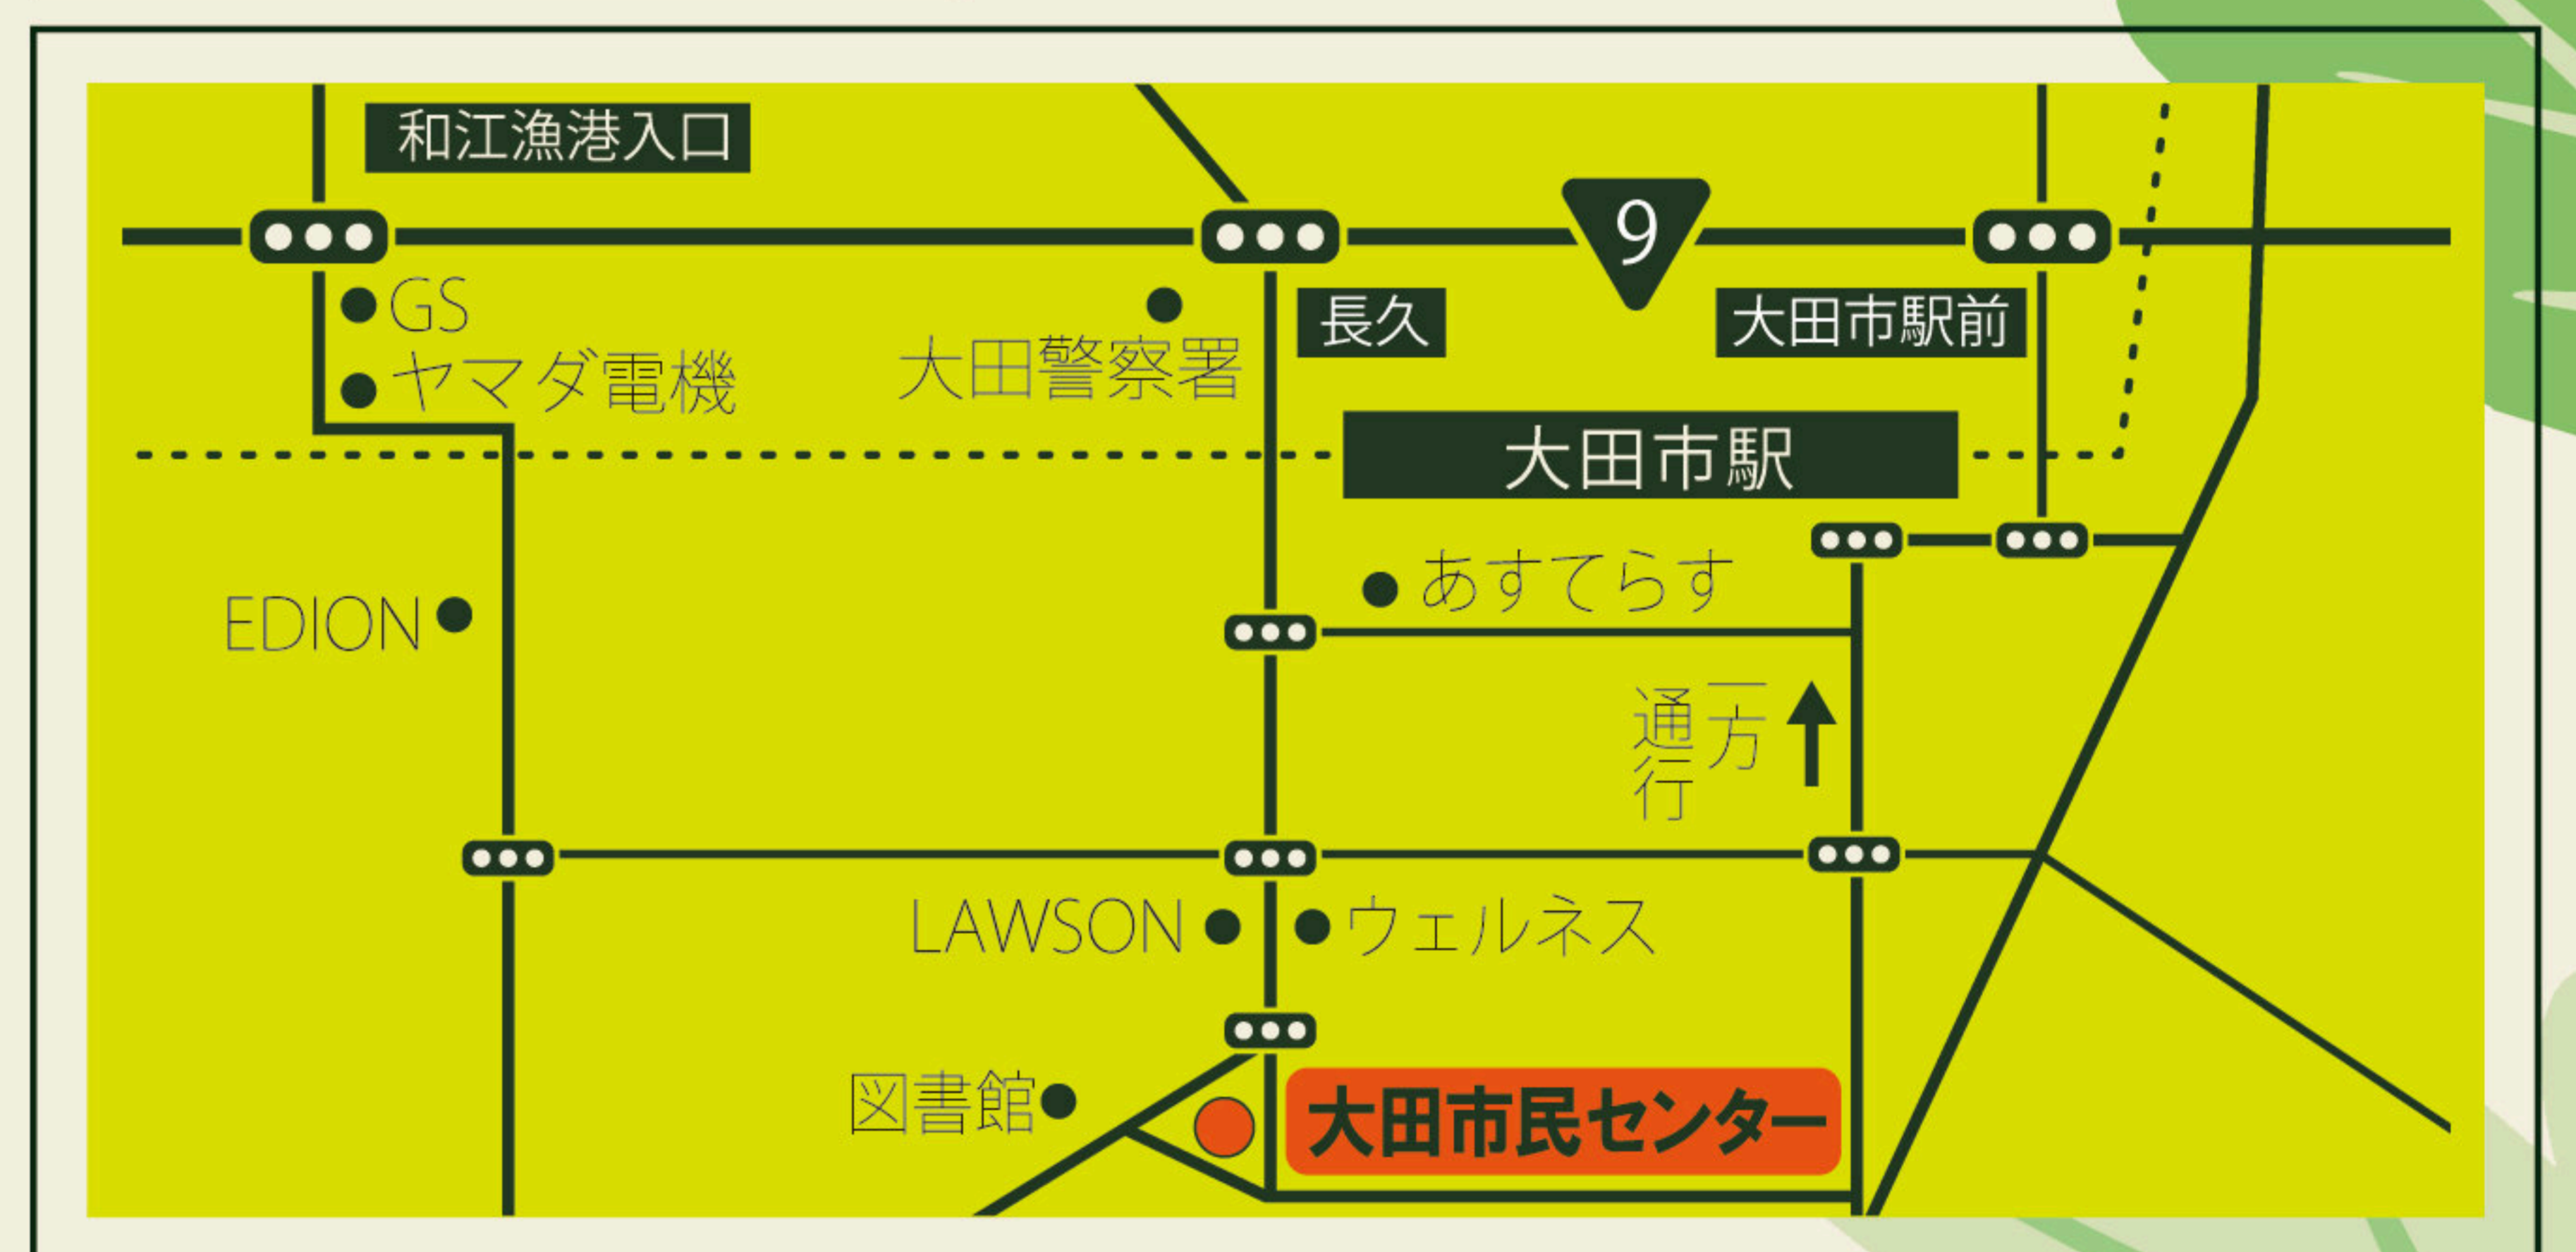 和江漁港入口
9
GS
長久
大田市駅前
ヤマダ電機
大田警察署
大田市駅
あすてらす
EDION
一方
通行
LAWSON
ウェルネス
図書館
大田市民センター